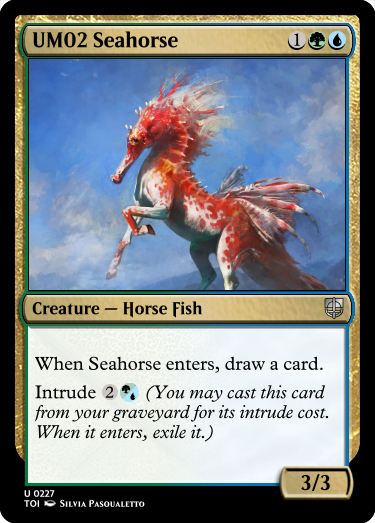 UM02 Seahorse 1
Creature — Horse Fish
When Seahorse enters, draw a card.
Intrude 2 (You may cast this card
from your graveyard for its intrude cost.
When it enters, exile it.)
3/3
U 0227
TOI Silvia Pasqualetto